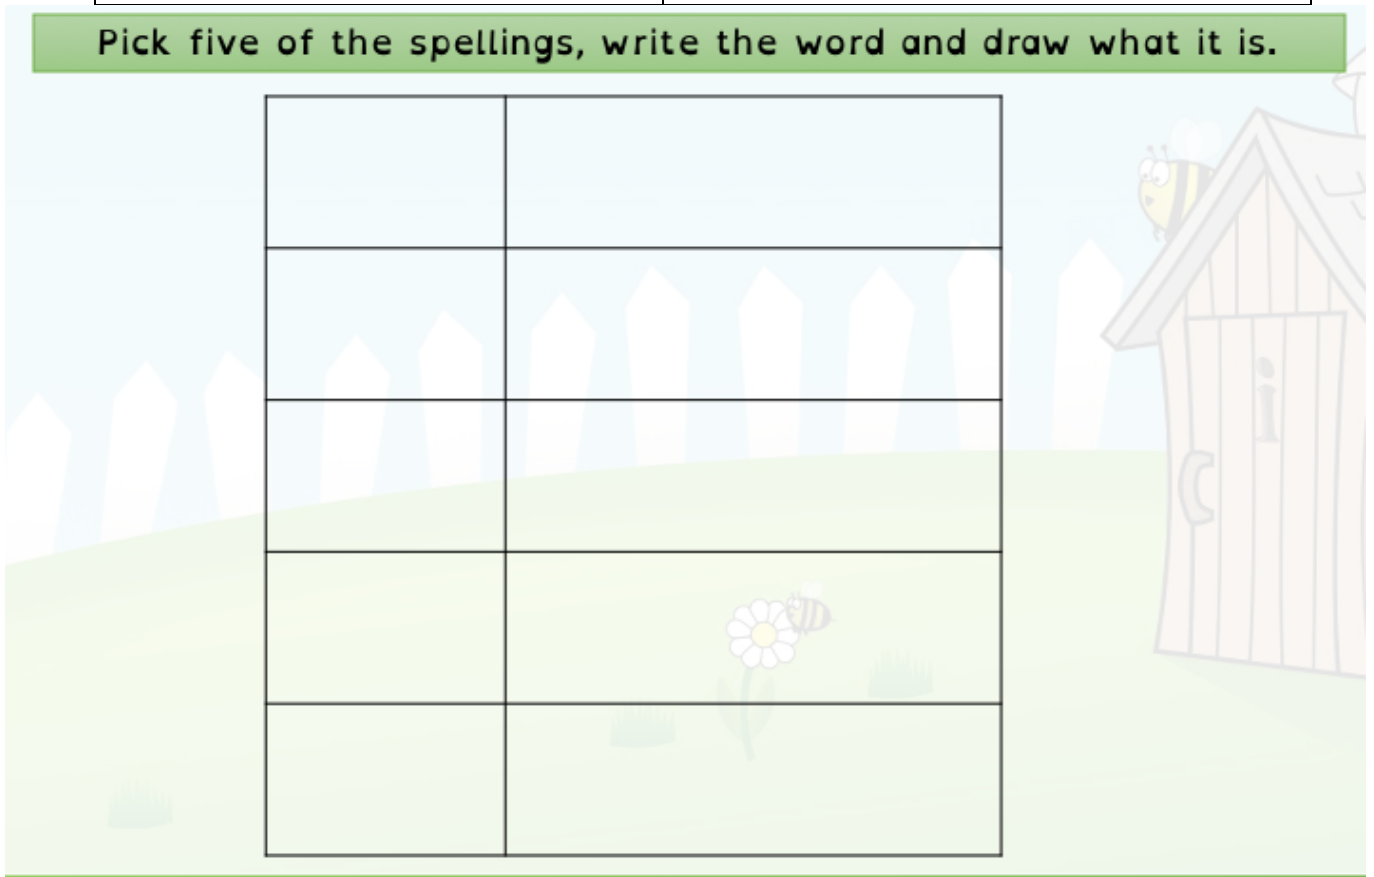 Pick five of the spellings, write the word and draw what it is.
i